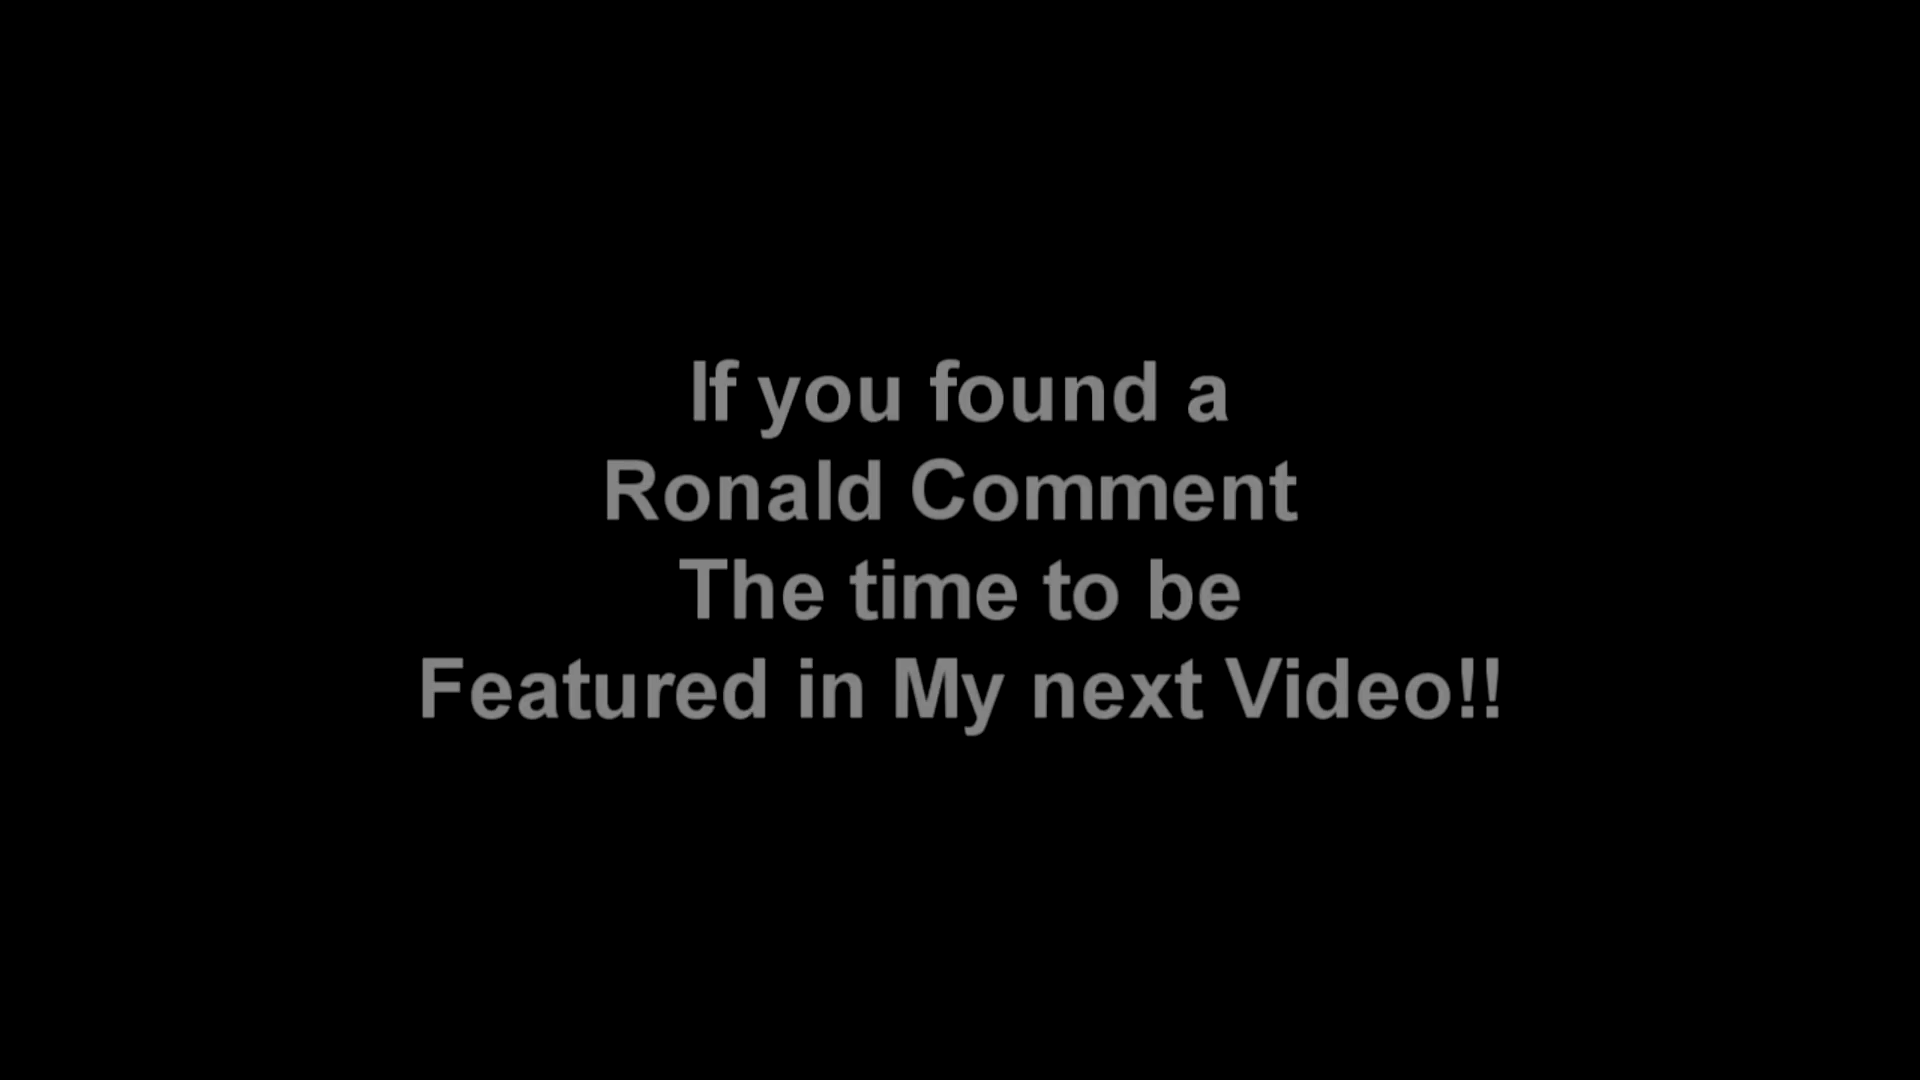 If you found a
Ronald Comment
The time to be
Featured in My next Video!!